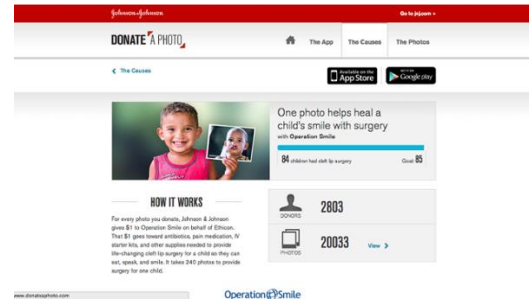 Johnson & Johnson
Go to jnj.com »
DONATE A PHOTO
The App
The Causes
The Photos
The Causes
Available on the
App Store
Google play
One photo helps heal a
child's smile with surgery
with Operation Smile
84 children had cleft lip surgery
Goal 85
HOW IT WORKS
For every photo you donate, Johnson & Johnson
gives $1 to Operation Smile on behalf of Ethicon.
That $1 goes toward antibiotics, pain medication, IV
starter kits, and other supplies needed to provide
life-changing cleft lip surgery for a child so they can
eat, speak, and smile. It takes 240 photos to provide
surgery for one child.
DONORS
2803
PHOTOS
20033
View
www.donateaphoto.com
Operation Smile